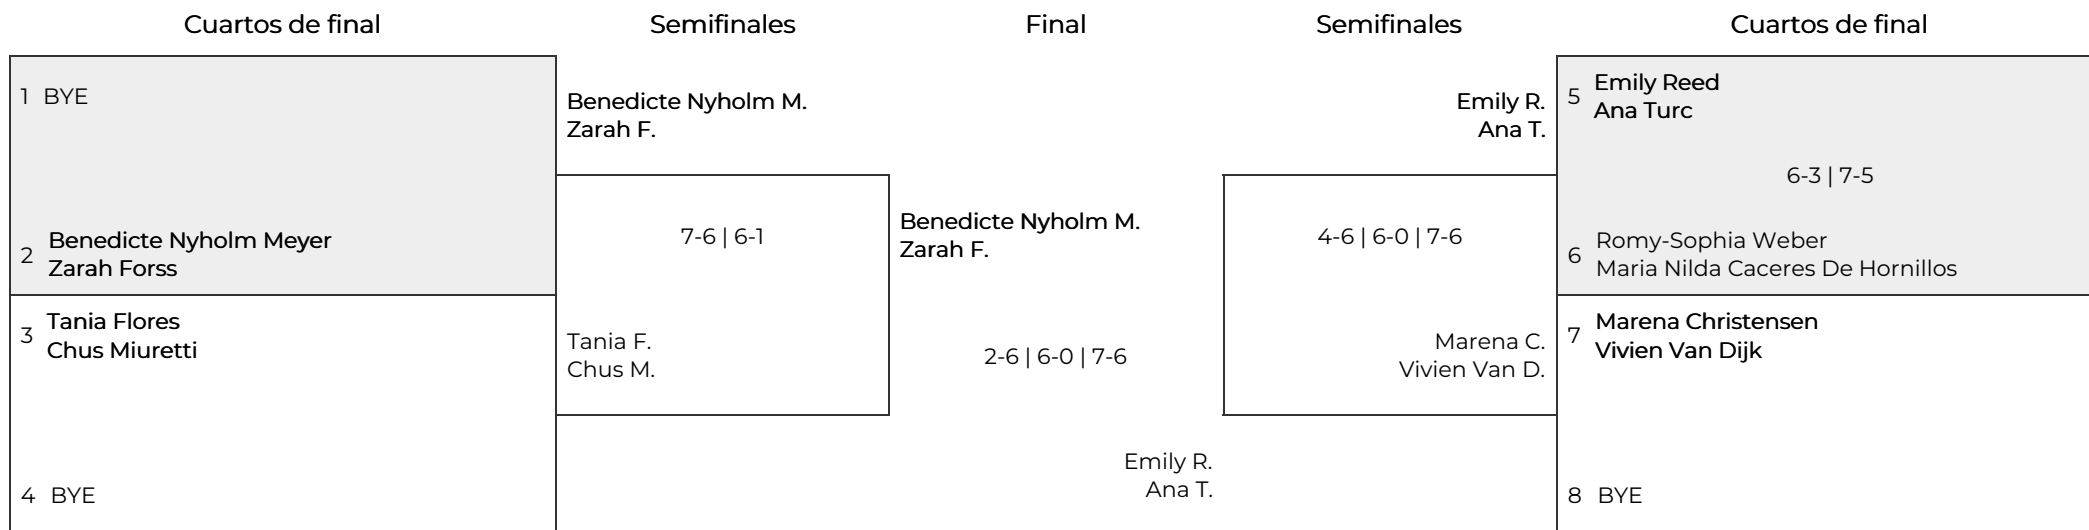 Cuartos de final
Semifinales
Final
Semifinales
Cuartos de final
1 BYE
2 Benedicte Nyholm Meyer
Zarah Forss
3 Tania Flores
Chus Miuretti
4 BYE
Benedicte Nyholm M.
Zarah F.
7-6 | 6-1
Tania F.
Chus M.
Benedicte Nyholm M.
Zarah F.
2-6 | 6-0 | 7-6
Emily R.
Ana T.
Emily R.
Ana T.
4-6 | 6-0 | 7-6
Marena C.
Vivien Van D.
5 Emily Reed
Ana Turc
6-3 | 7-5
6 Romy-Sophia Weber
Maria Nilda Caceres De Hornillos
7 Marena Christensen
Vivien Van Dijk
8 BYE